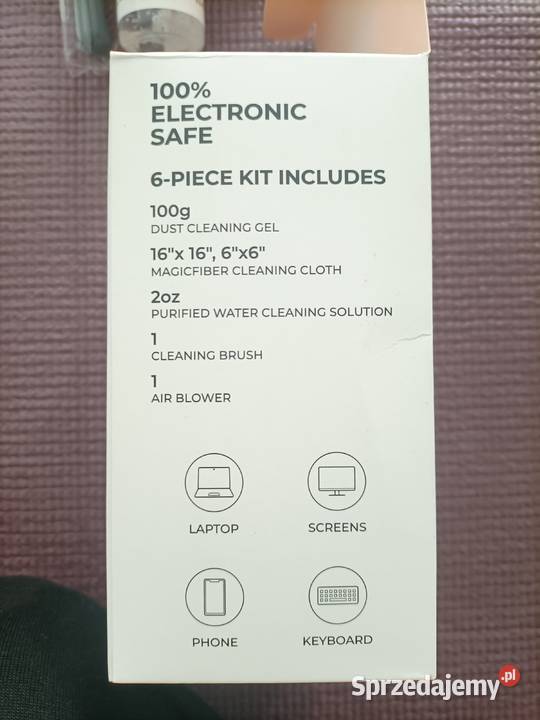 100%
ELECTRONIC
SAFE
6-PIECE KIT INCLUDES
100g
DUST CLEANING GEL
16"x 16", 6"x6"
MAGICFIBER CLEANING CLOTH
2oz
PURIFIED WATER CLEANING SOLUTION
1
CLEANING BRUSH
1
AIR BLOWER
LAPTOP
SCREENS
PHONE
KEYBOARD
Sprzedajemy.pl